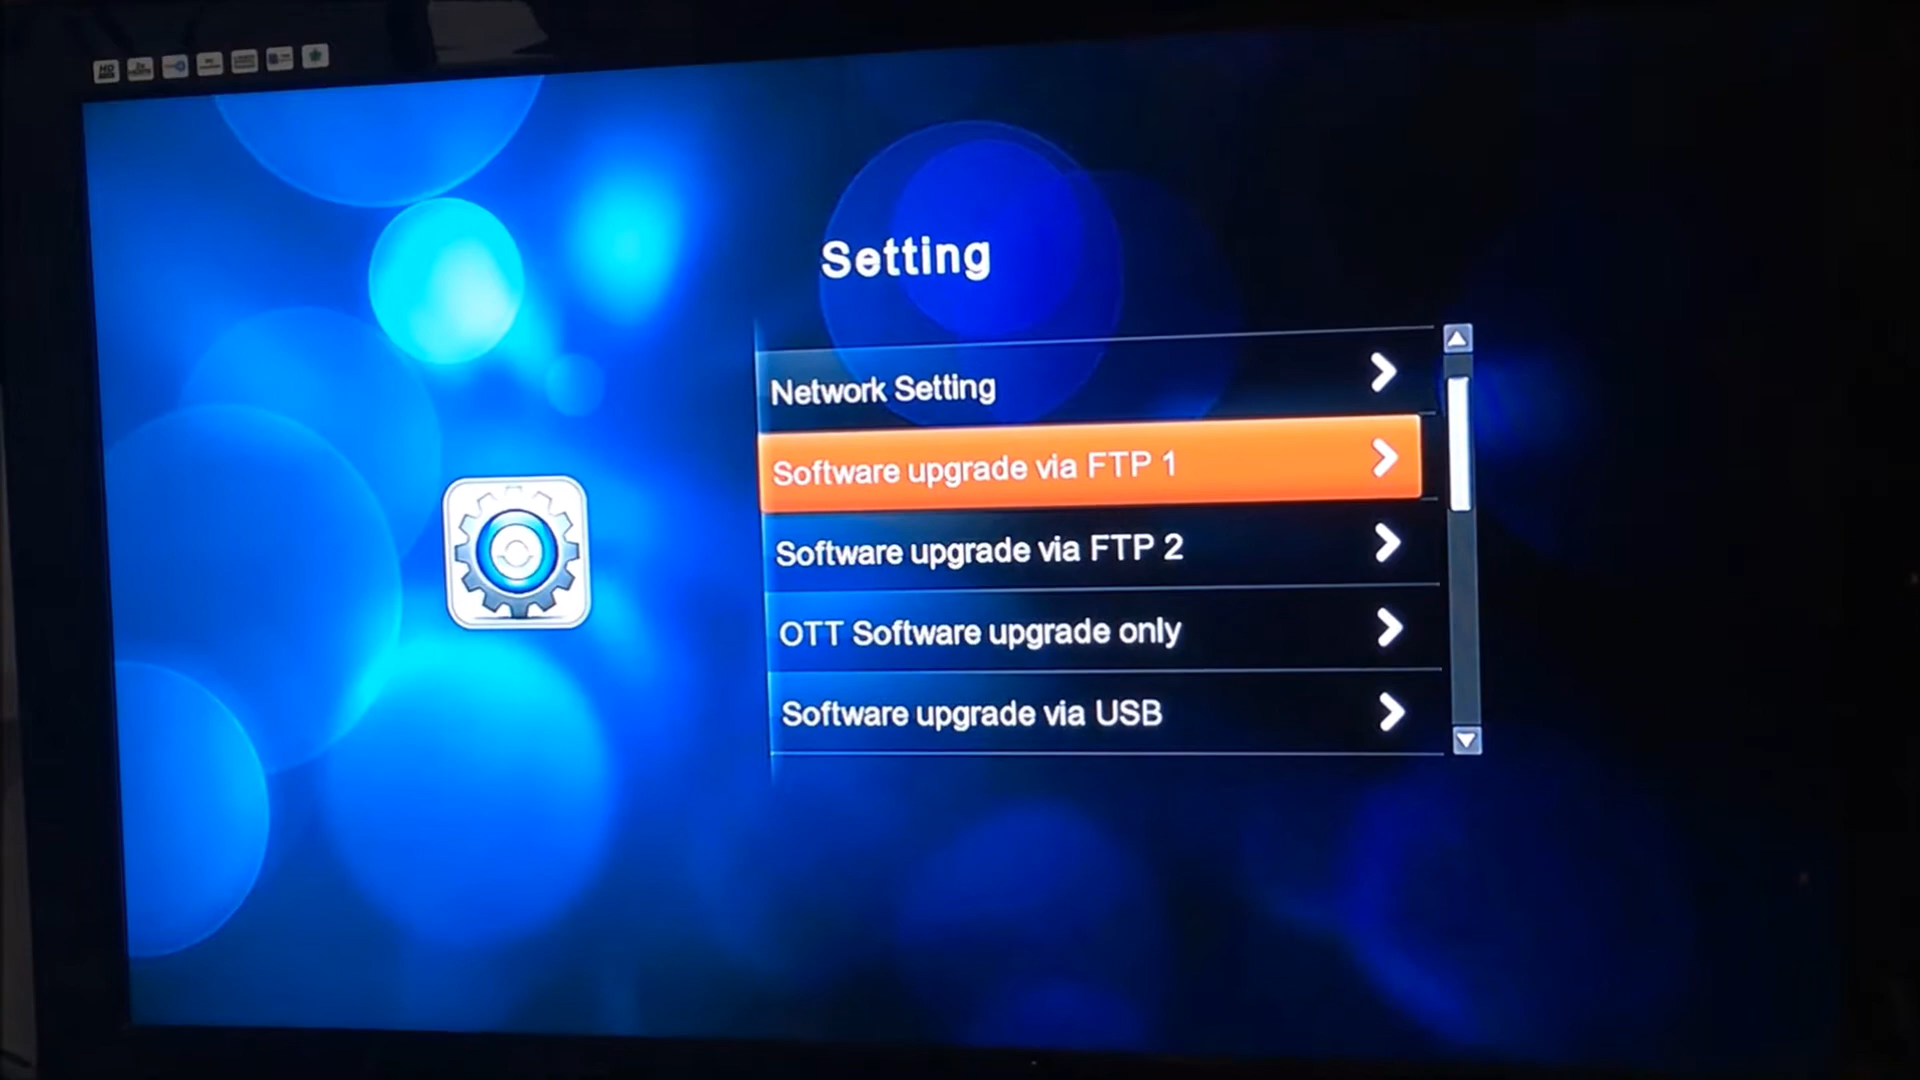 HD
Setting
Network Setting
Software upgrade via FTP 1
Software upgrade via FTP 2
OTT Software upgrade only
Software upgrade via USB